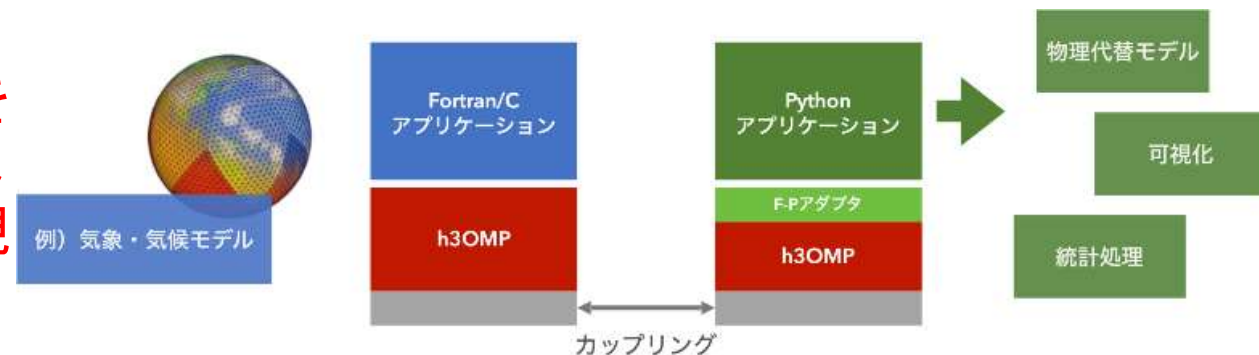 例）気象・気候モデル
Fortran/C
アプリケーション
h3OMP
カップリング
Python
アプリケーション
F-Pアダプタ
h3OMP
物理代替モデル
可視化
統計処理